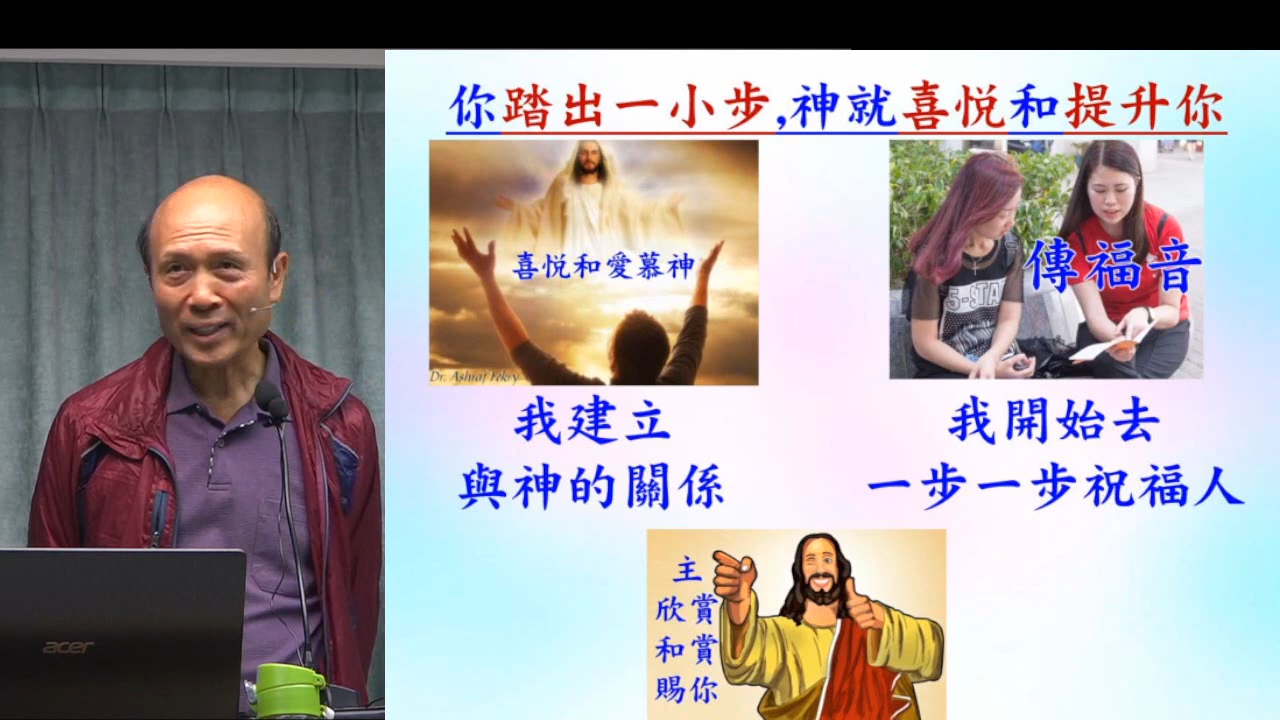 你踏出一小步,神就喜悅和提升你
喜悅和愛慕神
Dr. Ashraf Fekry
傳福音
我建立
與神的關係
我開始去
一步一步祝福人
主
欣賞
和賞
賜你
acer